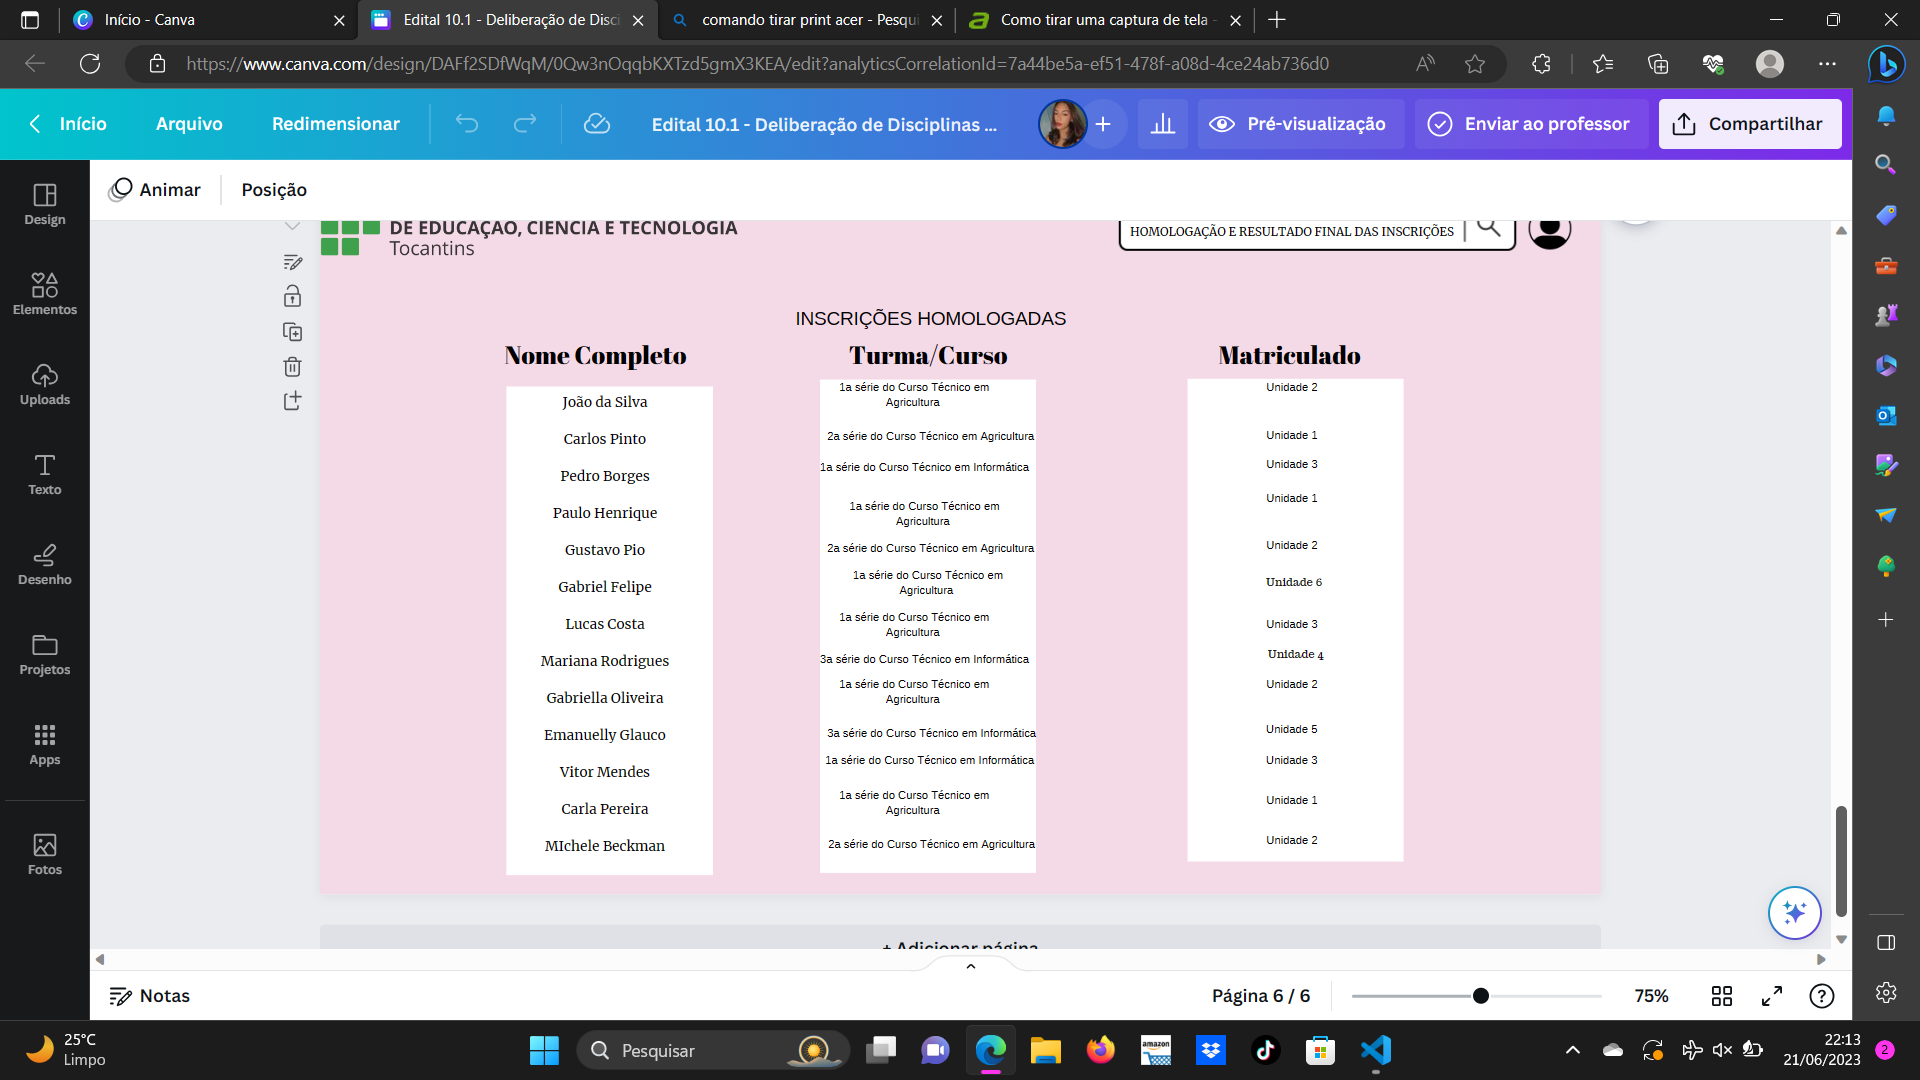 Início - Canva
Edital 10.1 - Deliberação de Disci
comando tirar print acer - Pesqu
Como tirar uma captura de tela -
https://www.canva.com/design/DAFf2SDfWqM/0Qw3nOqqbKXTzd5gmX3KEA/edit?analyticsCorrelationId=7a44be5a-ef51-478f-a08d-4ce24ab736d0
Início
Arquivo
Redimensionar
Edital 10.1 - Deliberação de Disciplinas ...
Pré-visualização
Enviar ao professor
Compartilhar
Animar
Posição
Design
Elementos
Uploads
Texto
Desenho
Projetos
Apps
Fotos
DE EDUCAÇÃO, CIÊNCIA E TECNOLOGIA
Tocantins
HOMOLOGAÇÃO E RESULTADO FINAL DAS INSCRIÇÕES
INSCRIÇÕES HOMOLOGADAS
Nome Completo
João da Silva
Carlos Pinto
Pedro Borges
Paulo Henrique
Gustavo Pio
Gabriel Felipe
Lucas Costa
Mariana Rodrigues
Gabriella Oliveira
Emanuelly Glauco
Vitor Mendes
Carla Pereira
MIchele Beckman
Turma/Curso
1a série do Curso Técnico em
Agricultura
2a série do Curso Técnico em Agricultura
1a série do Curso Técnico em Informática
1a série do Curso Técnico em
Agricultura
2a série do Curso Técnico em Agricultura
1a série do Curso Técnico em
Agricultura
1a série do Curso Técnico em
Agricultura
3a série do Curso Técnico em Informática
1a série do Curso Técnico em
Agricultura
3a série do Curso Técnico em Informática
1a série do Curso Técnico em Informática
1a série do Curso Técnico em
Agricultura
2a série do Curso Técnico em Agricultura
Matriculado
Unidade 2
Unidade 1
Unidade 3
Unidade 1
Unidade 2
Unidade 6
Unidade 3
Unidade 4
Unidade 2
Unidade 5
Unidade 3
Unidade 1
Unidade 2
+ Adicionar página
Notas
Página 6 / 6
75%
25°C
Limpo
Pesquisar
amazon
22:13
21/06/2023
2